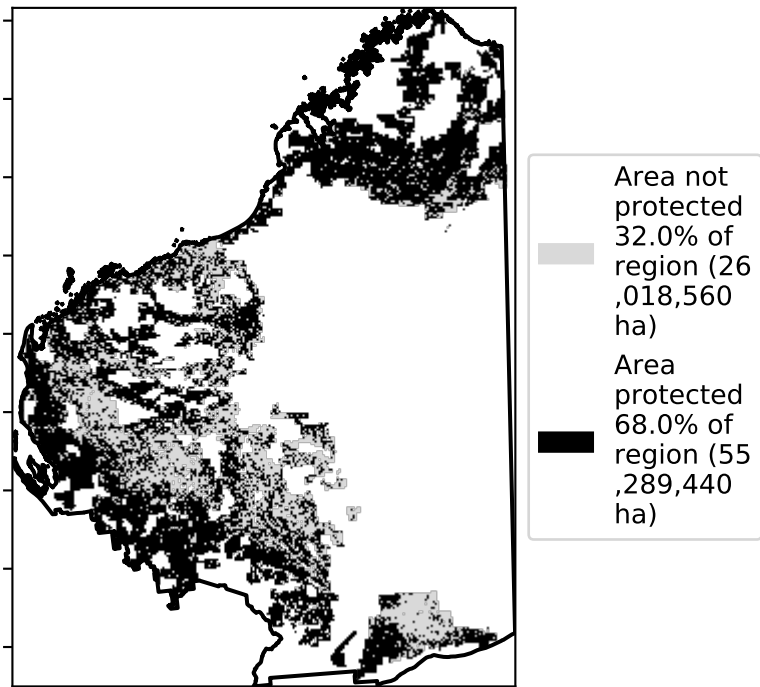 Area not
protected
32.0% of
region (26
,018,560
ha)
Area
protected
68.0% of
region (55
,289,440
ha)